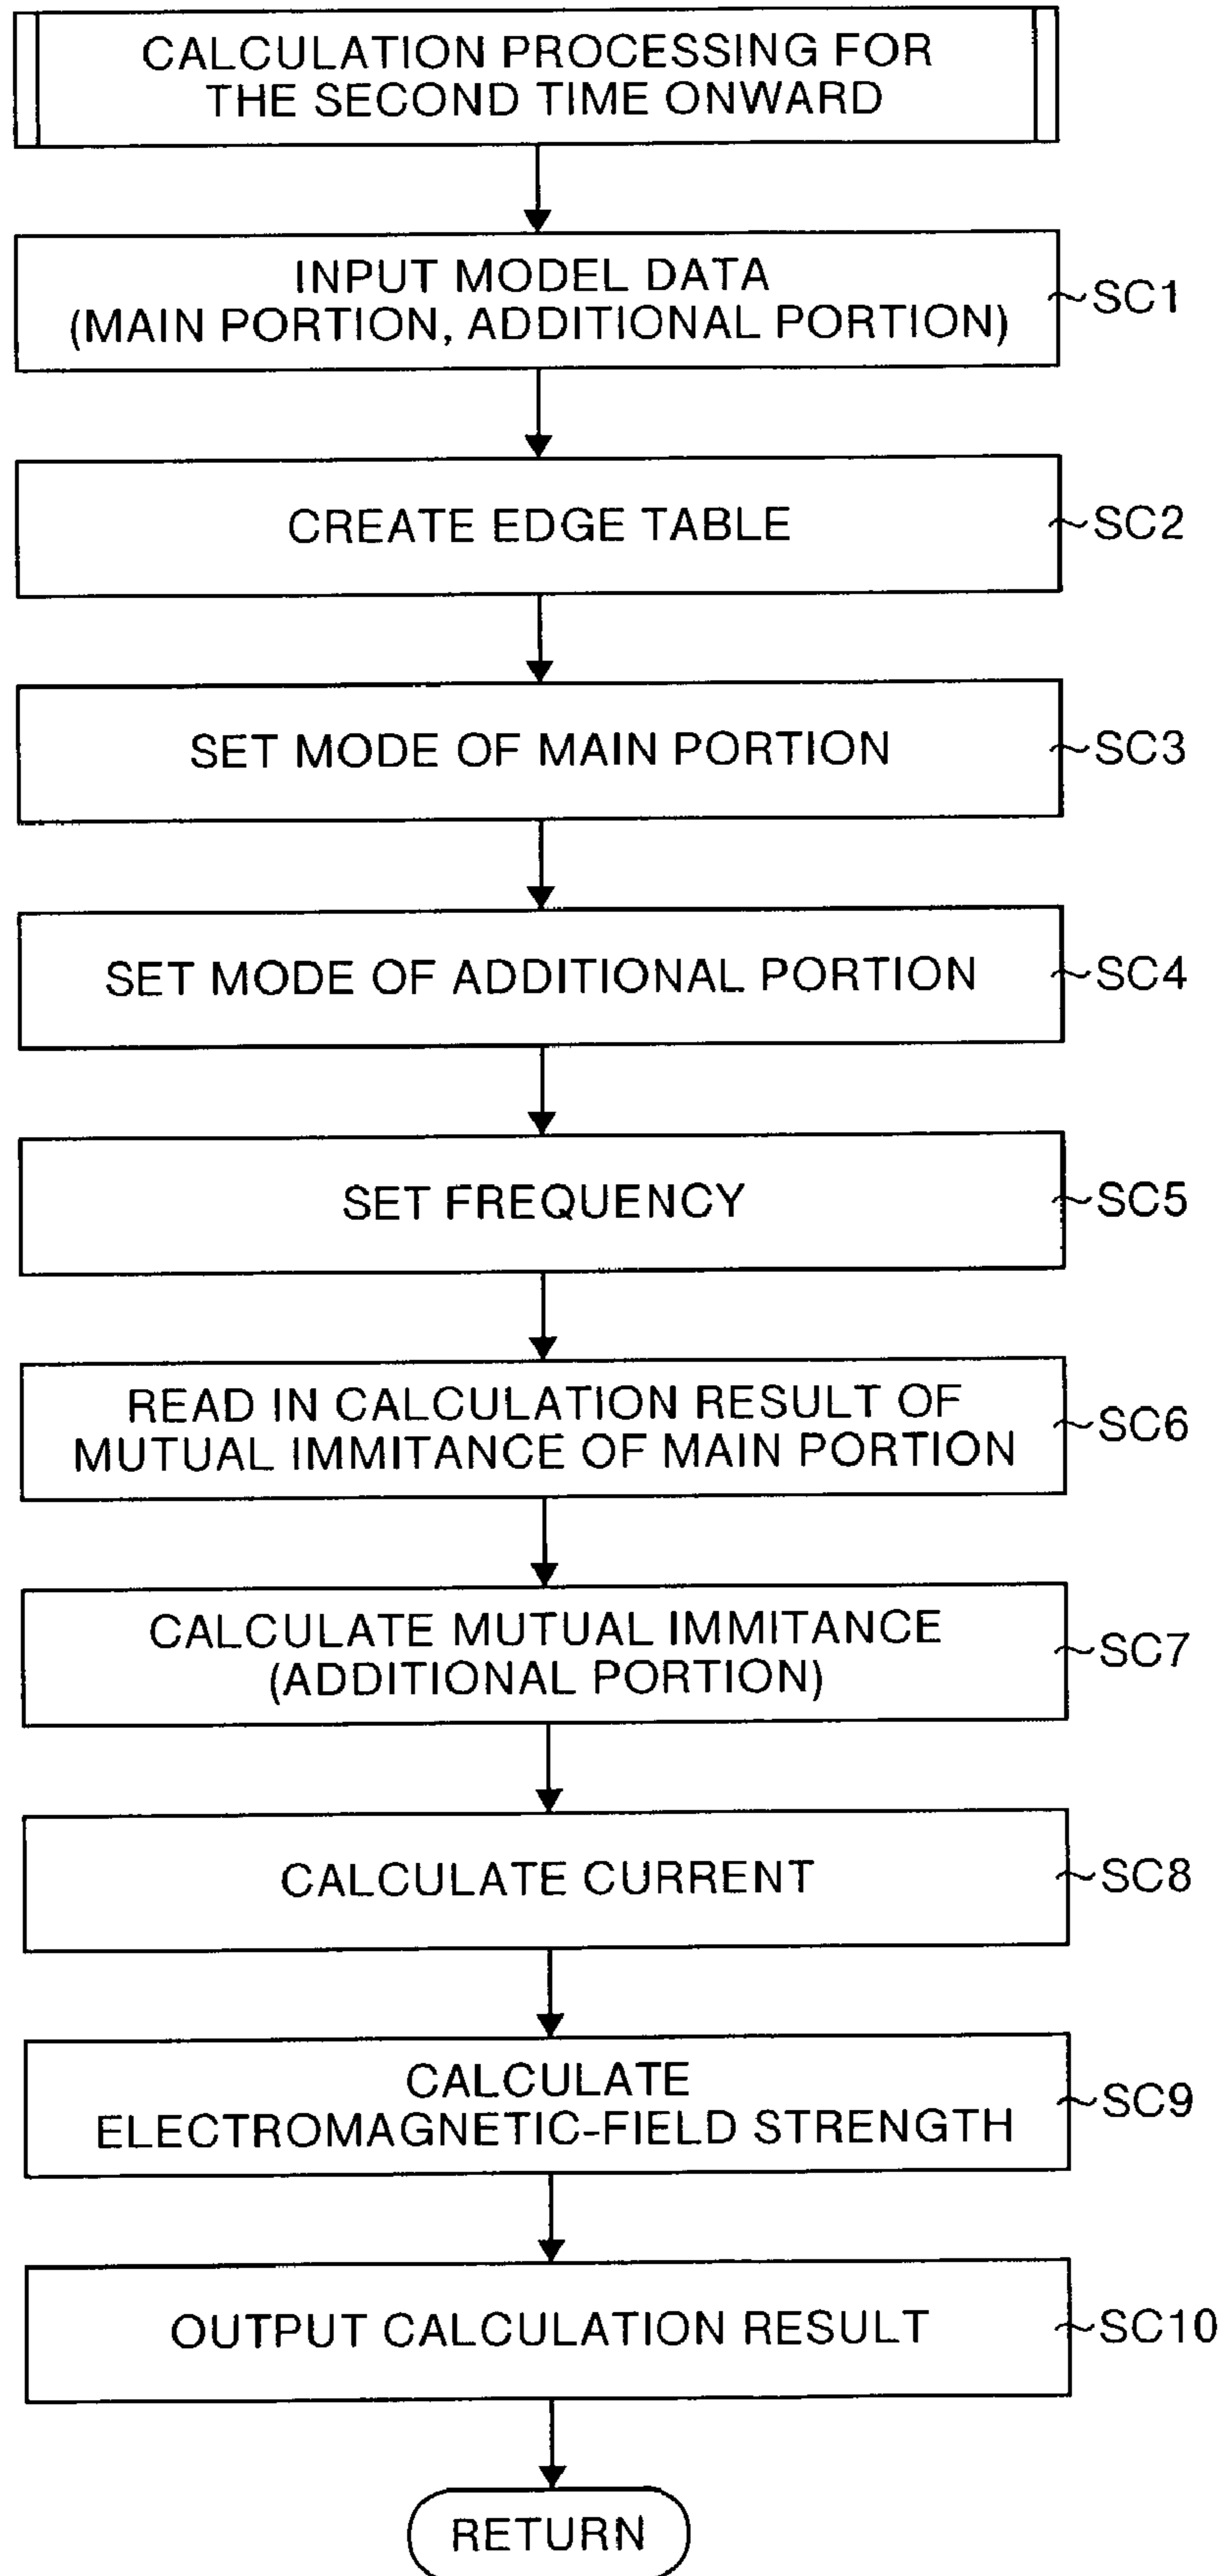 CALCULATION PROCESSING FOR
THE SECOND TIME ONWARD
INPUT MODEL DATA
(MAIN PORTION, ADDITIONAL PORTION)
SC1
CREATE EDGE TABLE
SC2
SET MODE OF MAIN PORTION
SC3
SET MODE OF ADDITIONAL PORTION
SC4
SET FREQUENCY
SC5
READ IN CALCULATION RESULT OF
MUTUAL IMMITANCE OF MAIN PORTION
SC6
CALCULATE MUTUAL IMMITANCE
(ADDITIONAL PORTION)
SC7
CALCULATE CURRENT
SC8
CALCULATE
ELECTROMAGNETIC-FIELD STRENGTH
SC9
OUTPUT CALCULATION RESULT
SC10
RETURN